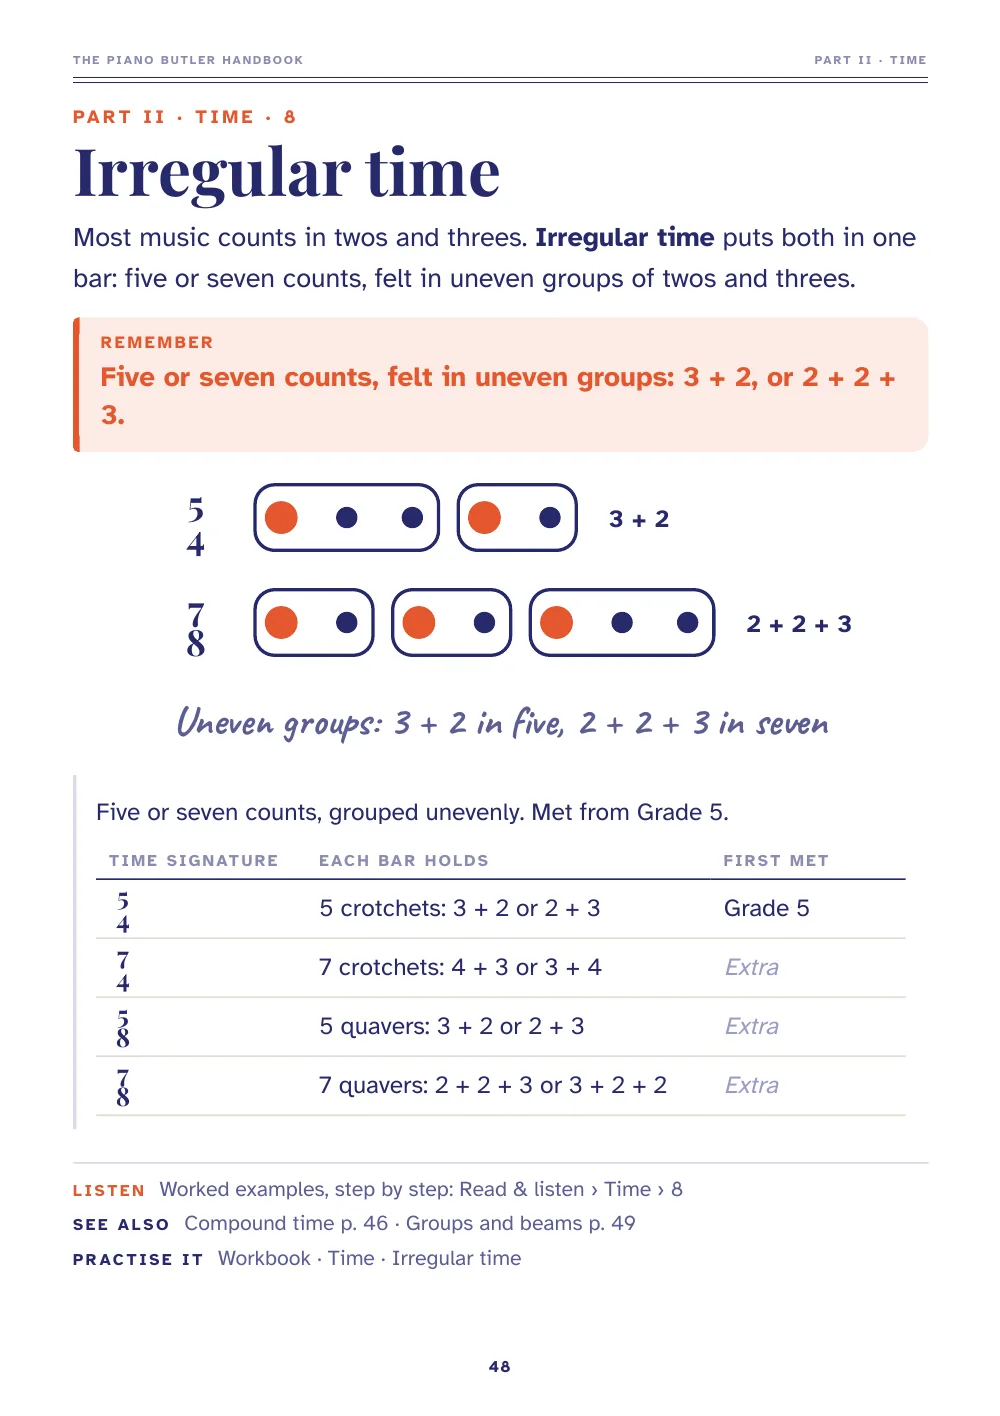 THE PIANO BUTLER HANDBOOK PART II · TIME
PART II · TIME · 8
Irregular time
Most music counts in twos and threes. Irregular time puts both in one
bar: five or seven counts, felt in uneven groups of twos and threes.
REMEMBER
Five or seven counts, felt in uneven groups: 3 + 2, or 2 + 2 +
3.
5
4
3 + 2
7
8
2 + 2 + 3
Uneven groups: 3 + 2 in five, 2 + 2 + 3 in seven
Five or seven counts, grouped unevenly. Met from Grade 5.
TIME SIGNATURE EACH BAR HOLDS FIRST MET
5
4
5 crotchets: 3 + 2 or 2 + 3 Grade 5
7
4
7 crotchets: 4 + 3 or 3 + 4 Extra
5
8
5 quavers: 3 + 2 or 2 + 3 Extra
7
8
7 quavers: 2 + 2 + 3 or 3 + 2 + 2 Extra
LISTEN Worked examples, step by step: Read & listen › Time › 8
SEE ALSO Compound time p. 46 · Groups and beams p. 49
PRACTISE IT Workbook · Time · Irregular time
48